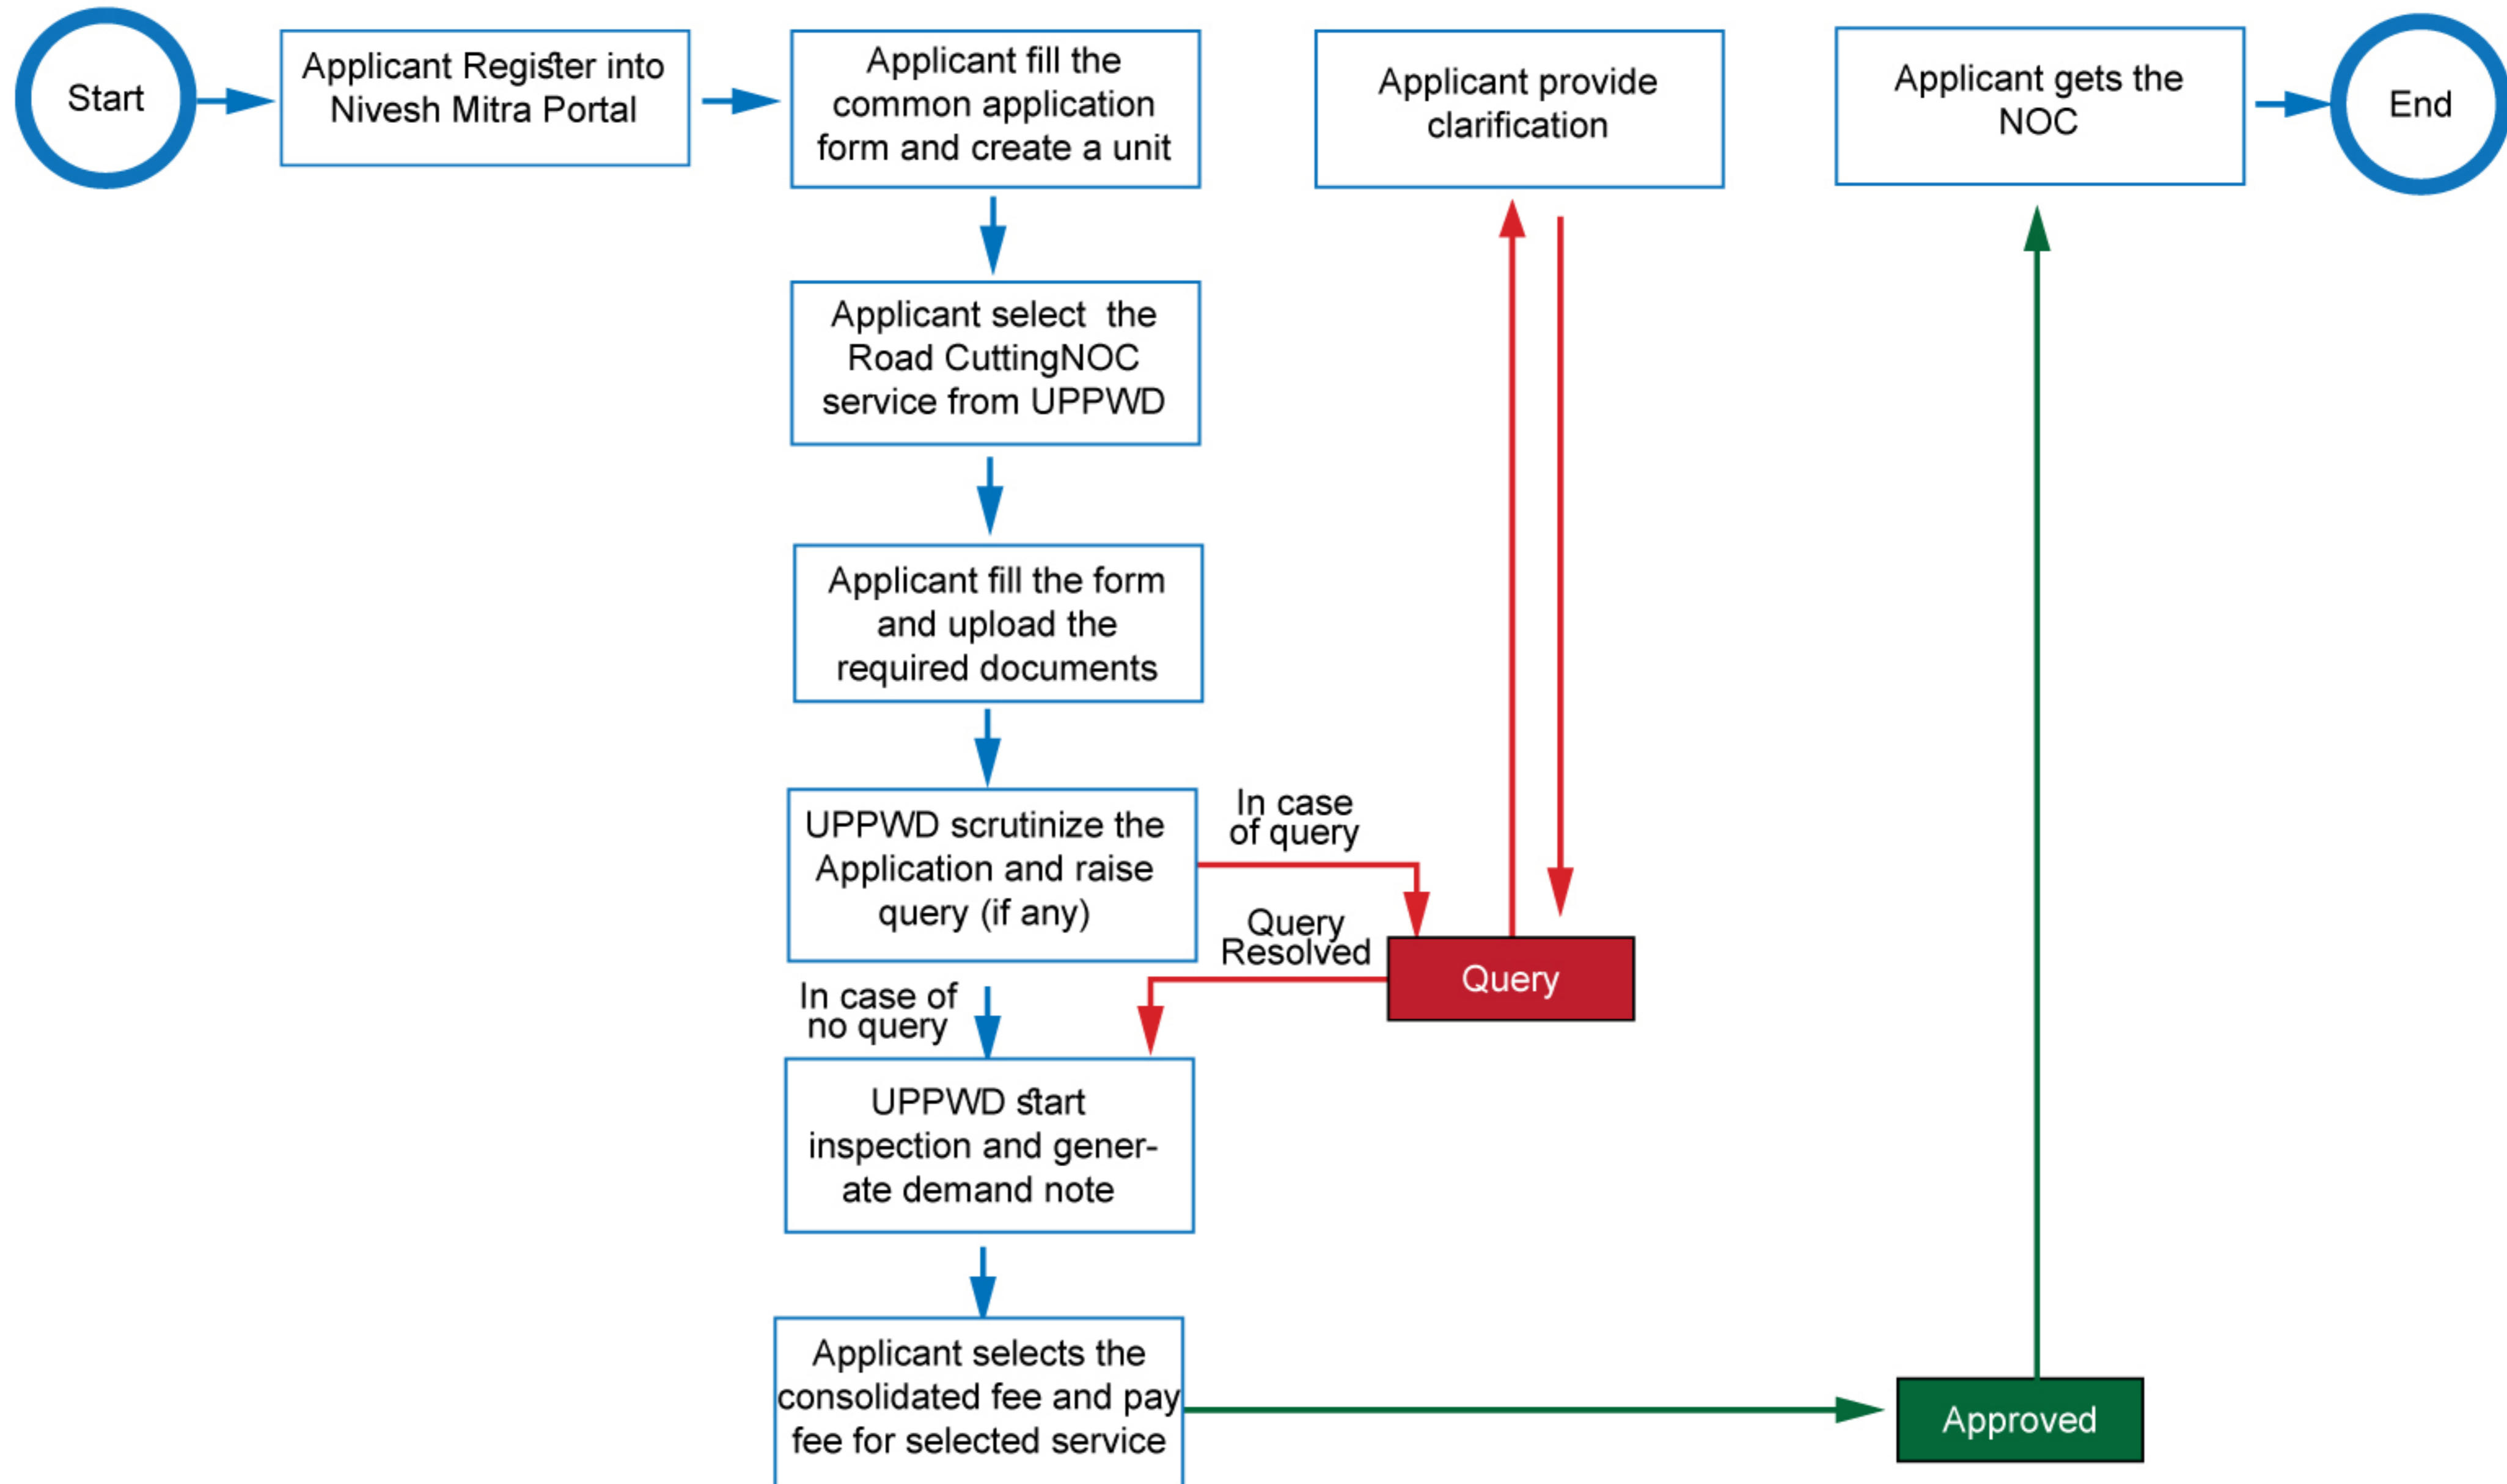 Start
Applicant Register into
Nivesh Mitra Portal
Applicant fill the
common application
form and create a unit
Applicant provide
clarification
Applicant gets the
NOC
End
Applicant select  the
Road CuttingNOC
service from UPPWD
Applicant fill the form
and upload the
required documents
UPPWD scrutinize the
Application and raise
query (if any)
In case
of query
Query
Resolved
Query
In case of
no query
UPPWD start
inspection and gener-
ate demand note
Applicant selects the
consolidated fee and pay
fee for selected service
Approved